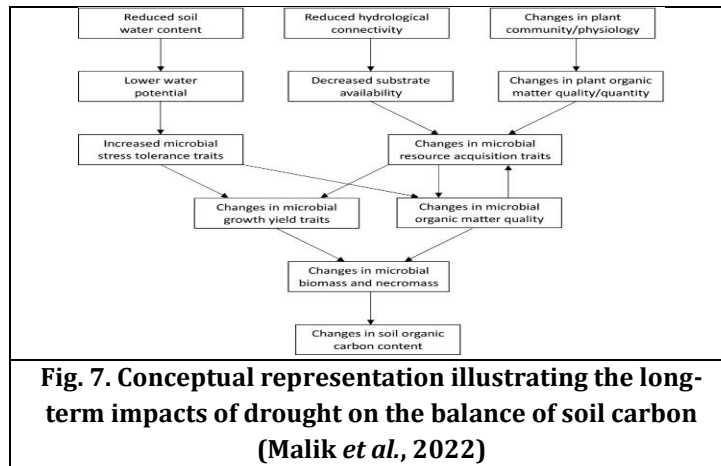 Reduced soil
water content
Reduced hydrological
connectivity
Changes in plant
community/physiology
Lower water
potential
Decreased substrate
availability
Changes in plant organic
matter quality/quantity
Increased microbial
stress tolerance traits
Changes in microbial
resource acquisition traits
Changes in microbial
growth yield traits
Changes in microbial
organic matter quality
Changes in microbial
biomass and necromass
Changes in soil organic
carbon content
Fig. 7. Conceptual representation illustrating the long-
term impacts of drought on the balance of soil carbon
(Malik et al., 2022)